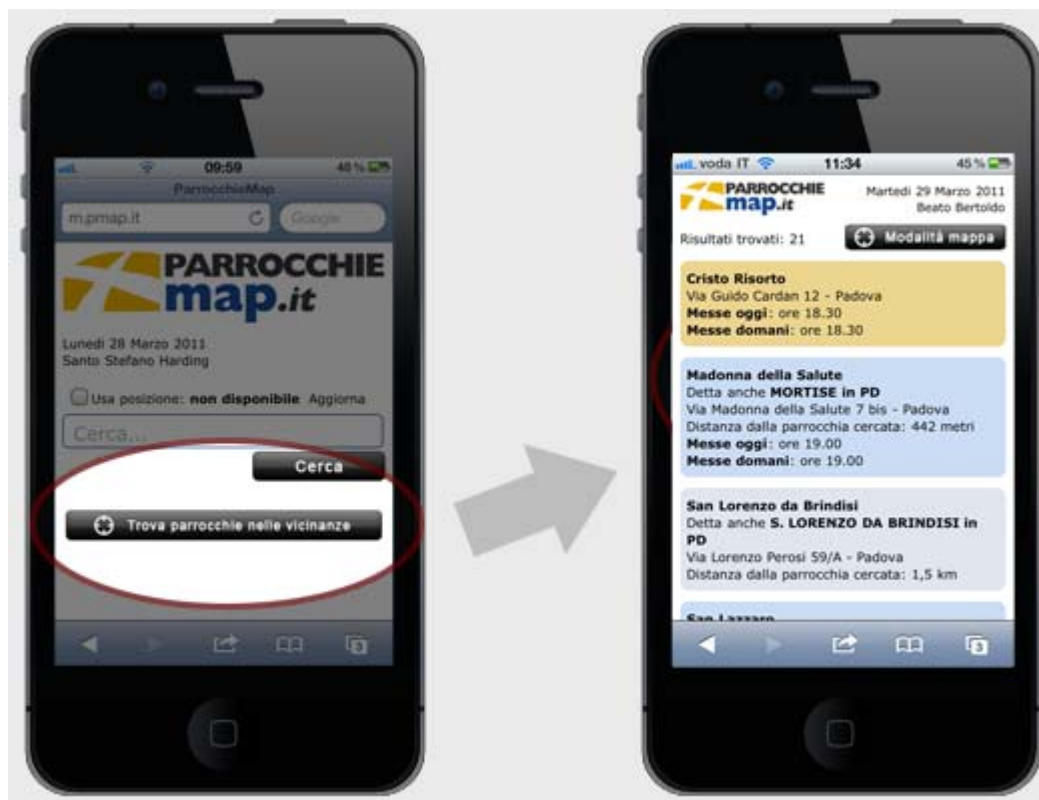 09:59
48 %
ParrocchieMap
m.pmap.it
Google
PARROCCHIE
map.it
Lunedì 28 Marzo 2011
Santo Stefano Harding
Usa posizione: non disponibile Aggiorna
Cerca...
Cerca
Trova parrocchie nelle vicinanze
3
voda IT
11:34
45 %
PARROCCHIE
map.it
Martedì 29 Marzo 2011
Beato Bertoldo
Risultati trovati: 21
Modalità mappa
Cristo Risorto
Via Guido Cardan 12 - Padova
Messe oggi: ore 18.30
Messe domani: ore 18.30
Madonna della Salute
Detta anche MORTISE in PD
Via Madonna della Salute 7 bis - Padova
Distanza dalla parrocchia cercata: 442 metri
Messe oggi: ore 19.00
Messe domani: ore 19.00
San Lorenzo da Brindisi
Detta anche S. LORENZO DA BRINDISI in
PD
Via Lorenzo Perosi 59/A - Padova
Distanza dalla parrocchia cercata: 1,5 km
San Lazzaro
3